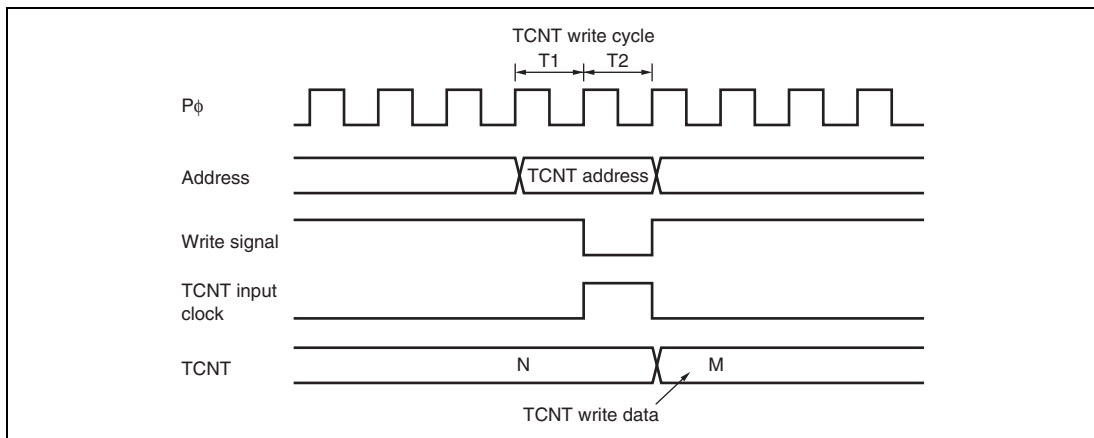 TCNT write cycle
T1 T2
Pϕ
Address
TCNT address
Write signal
TCNT input
clock
TCNT
N
M
TCNT write data